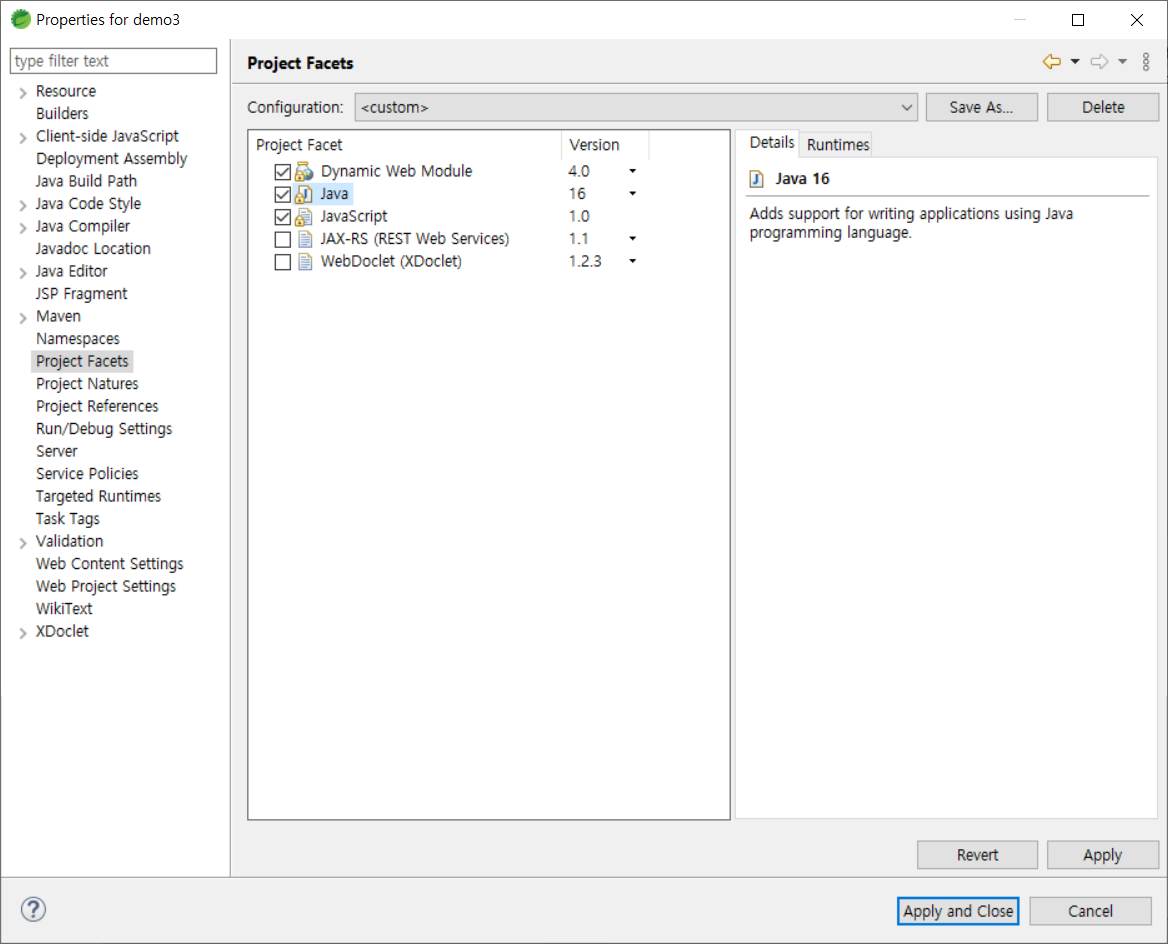 Properties for demo3
type filter text
Resource
Builders
Client-side JavaScript
Deployment Assembly
Java Build Path
Java Code Style
Java Compiler
Javadoc Location
Java Editor
JSP Fragment
Maven
Namespaces
Project Facets
Project Natures
Project References
Run/Debug Settings
Server
Service Policies
Targeted Runtimes
Task Tags
Validation
Web Content Settings
Web Project Settings
WikiText
XDoclet
Project Facets
Configuration: <custom> Save As... Delete
Project Facet Version
Dynamic Web Module 4.0
Java 16
JavaScript 1.0
JAX-RS (REST Web Services) 1.1
WebDoclet (XDoclet) 1.2.3
Details Runtimes
Java 16
Adds support for writing applications using Java
programming language.
Revert Apply
? Apply and Close Cancel